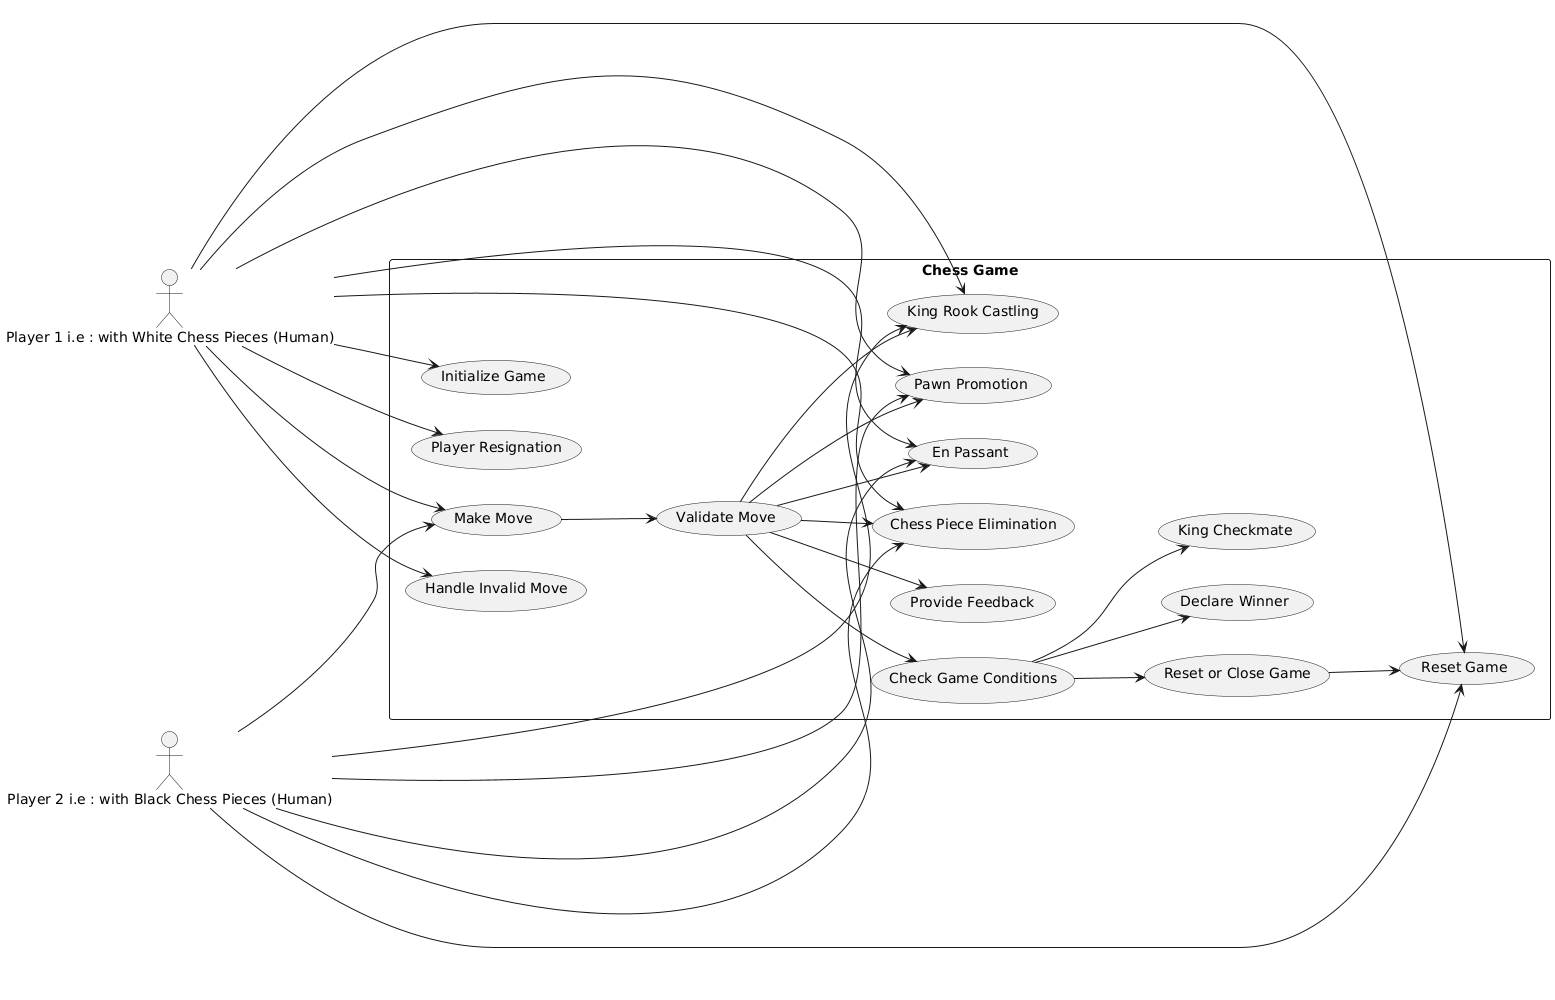 Chess Game
Player 1 i.e : with White Chess Pieces (Human)
King Rook Castling
Initialize Game
Pawn Promotion
Player Resignation
En Passant
Make Move
Validate Move
Chess Piece Elimination
King Checkmate
Handle Invalid Move
Provide Feedback
Declare Winner
Check Game Conditions
Reset or Close Game
Reset Game
Player 2 i.e : with Black Chess Pieces (Human)